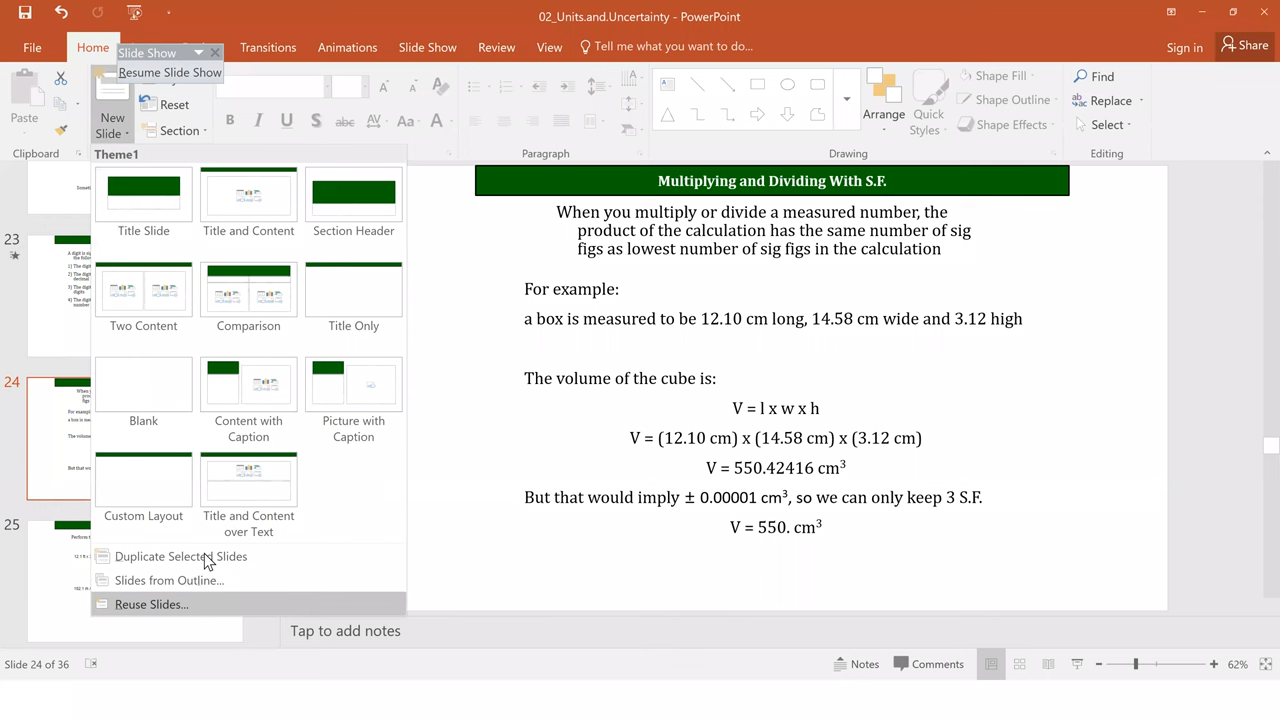 02_Units.and.Uncertainty - PowerPoint
File
Home
Slide Show
Resume Slide Show
Transitions
Animations
Slide Show
Review
View
Tell me what you want to do...
Sign in
Share
Paste
New
Slide
Reset
Section
Find
Replace
Select
Arrange
Quick
Styles
Shape Fill
Shape Outline
Shape Effects
Clipboard
Paragraph
Drawing
Editing
Theme1
Title Slide
Title and Content
Section Header
Two Content
Comparison
Title Only
Blank
Content with
Caption
Picture with
Caption
Custom Layout
Title and Content
over Text
Duplicate Selected Slides
Slides from Outline...
Reuse Slides...
23
24
25
Multiplying and Dividing With S.F.
When you multiply or divide a measured number, the
product of the calculation has the same number of sig
figs as lowest number of sig figs in the calculation
For example:
a box is measured to be 12.10 cm long, 14.58 cm wide and 3.12 high
The volume of the cube is:
V = l x w x h
V = (12.10 cm) x (14.58 cm) x (3.12 cm)
V = 550.42416 cm³
But that would imply ± 0.00001 cm³, so we can only keep 3 S.F.
V = 550. cm³
Tap to add notes
Slide 24 of 36
Notes
Comments
62%